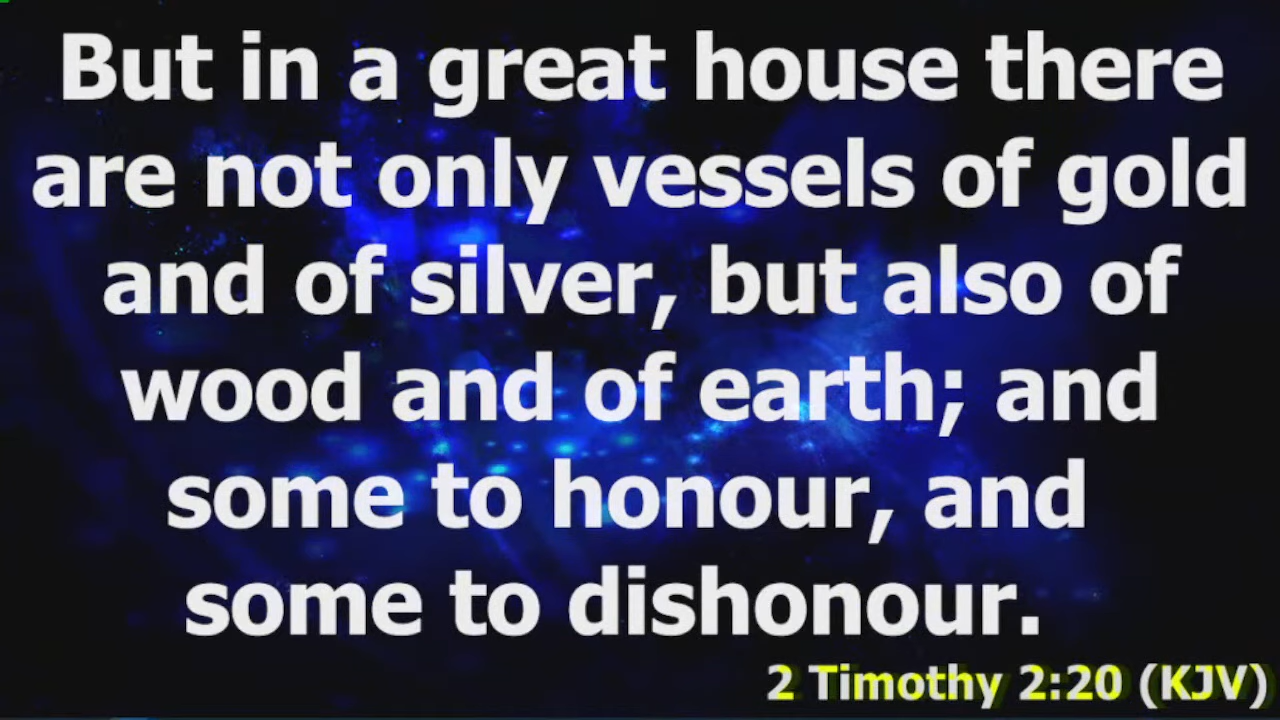 But in a great house there
are not only vessels of gold
and of silver, but also of
wood and of earth; and
some to honour, and
some to dishonour.
2 Timothy 2:20 (KJV)